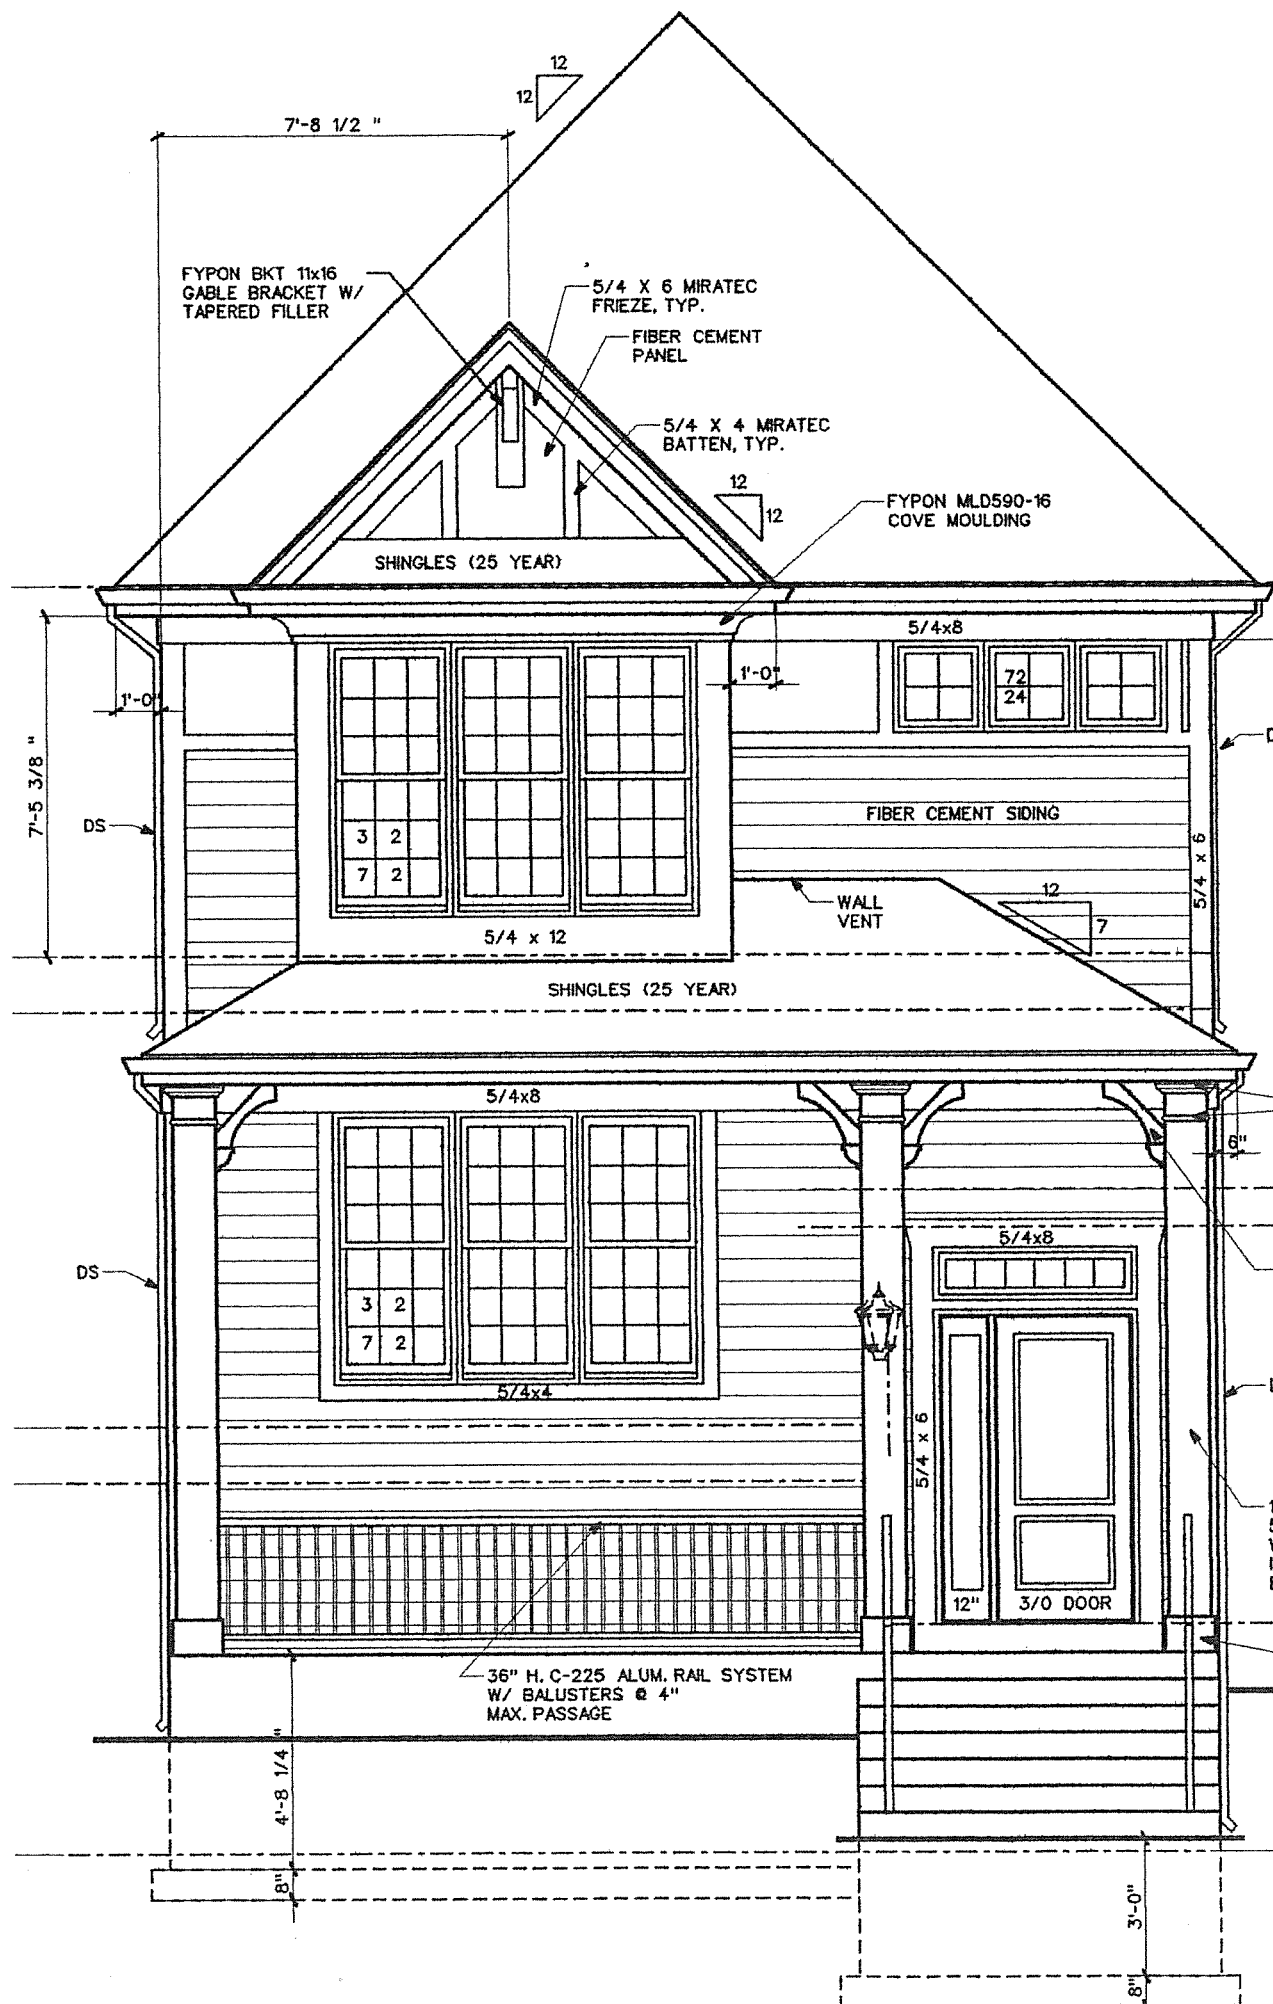 12
12
7'-8 1/2 "
FYPON BKT 11x16
GABLE BRACKET W/
TAPERED FILLER
5/4 X 6 MIRATEC
FRIEZE, TYP.
FIBER CEMENT
PANEL
5/4 X 4 MIRATEC
BATTEN, TYP.
12
12
FYPON MLD590-16
COVE MOULDING
SHINGLES (25 YEAR)
5/4x8
1'-0"
1'-0"
72
24
7'-5 3/8 "
DS
FIBER CEMENT SIDING
3 2
7 2
5/4 x 6
12
7
WALL
VENT
5/4 x 12
SHINGLES (25 YEAR)
5/4x8
6"
5/4x8
DS
3 2
7 2
5/4x4
5/4 x 6
12"
3/0 DOOR
36" H. C-225 ALUM. RAIL SYSTEM
W/ BALUSTERS @ 4"
MAX. PASSAGE
4'-8 1/4 "
8"
3'-0"
8"